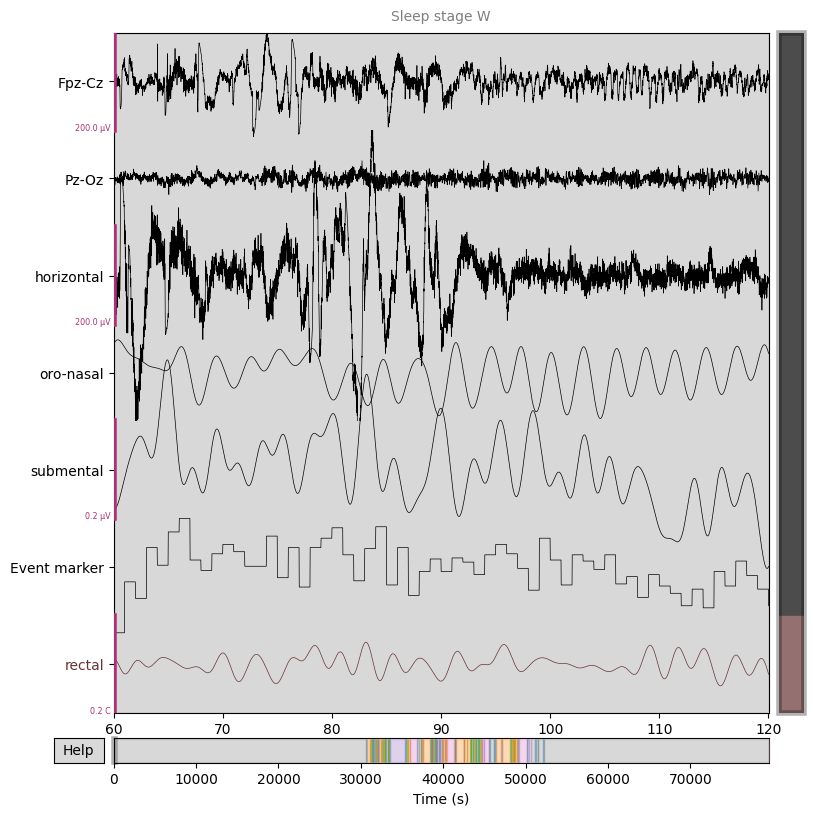 Sleep stage W
Fpz-Cz
200.0 µV
Pz-Oz
horizontal
200.0 µV
oro-nasal
submental
0.2 µV
Event marker
rectal
0.2 C
60 70 80 90 100 110 120
Help
0 10000 20000 30000 40000 50000 60000 70000
Time (s)